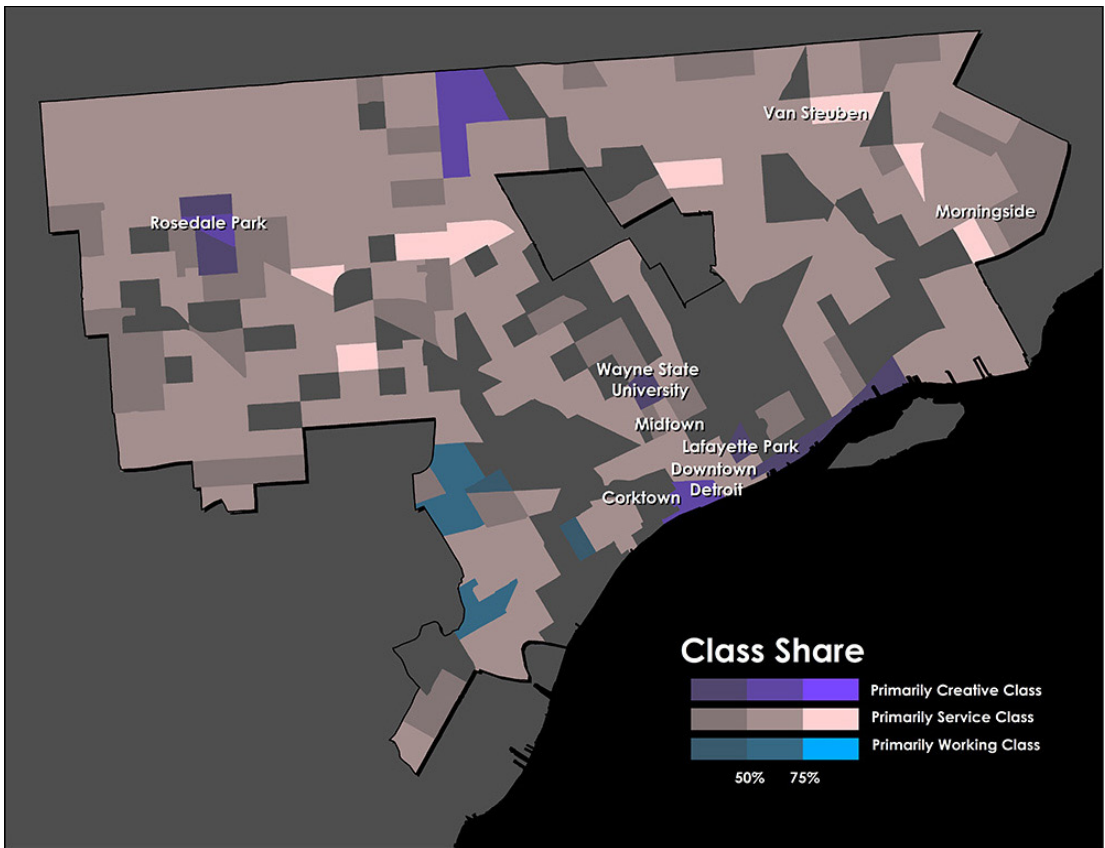 Van Steuben
Rosedale Park
Morningside
Wayne State
University
Midtown
Lafayette Park
Downtown
Detroit
Corktown
Class Share
Primarily Creative Class
Primarily Service Class
Primarily Working Class
50% 75%